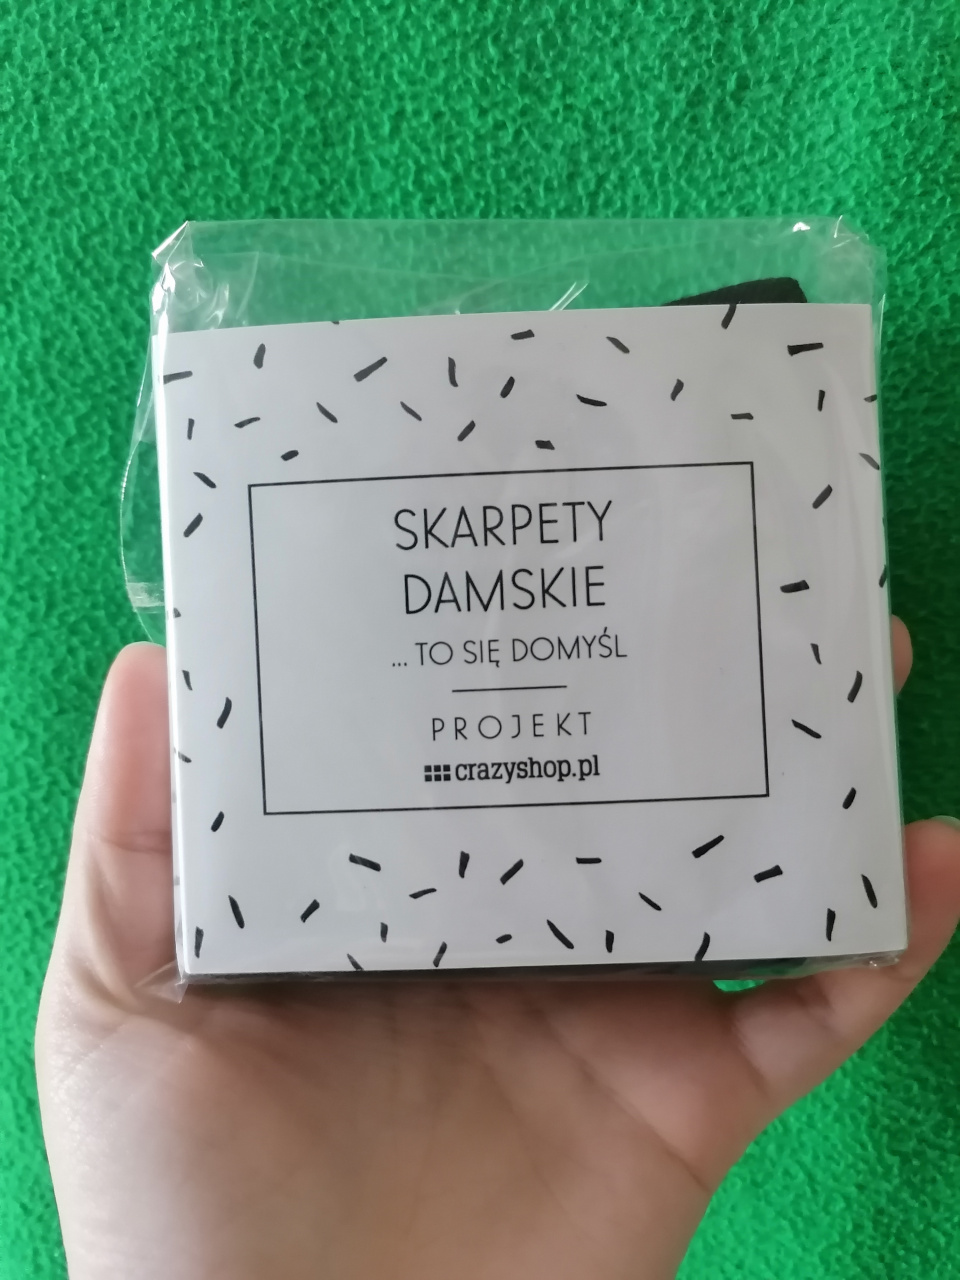 SKARPETY
DAMSKIE
... TO SIĘ DOMYŚL
PROJEKT
crazyshop.pl